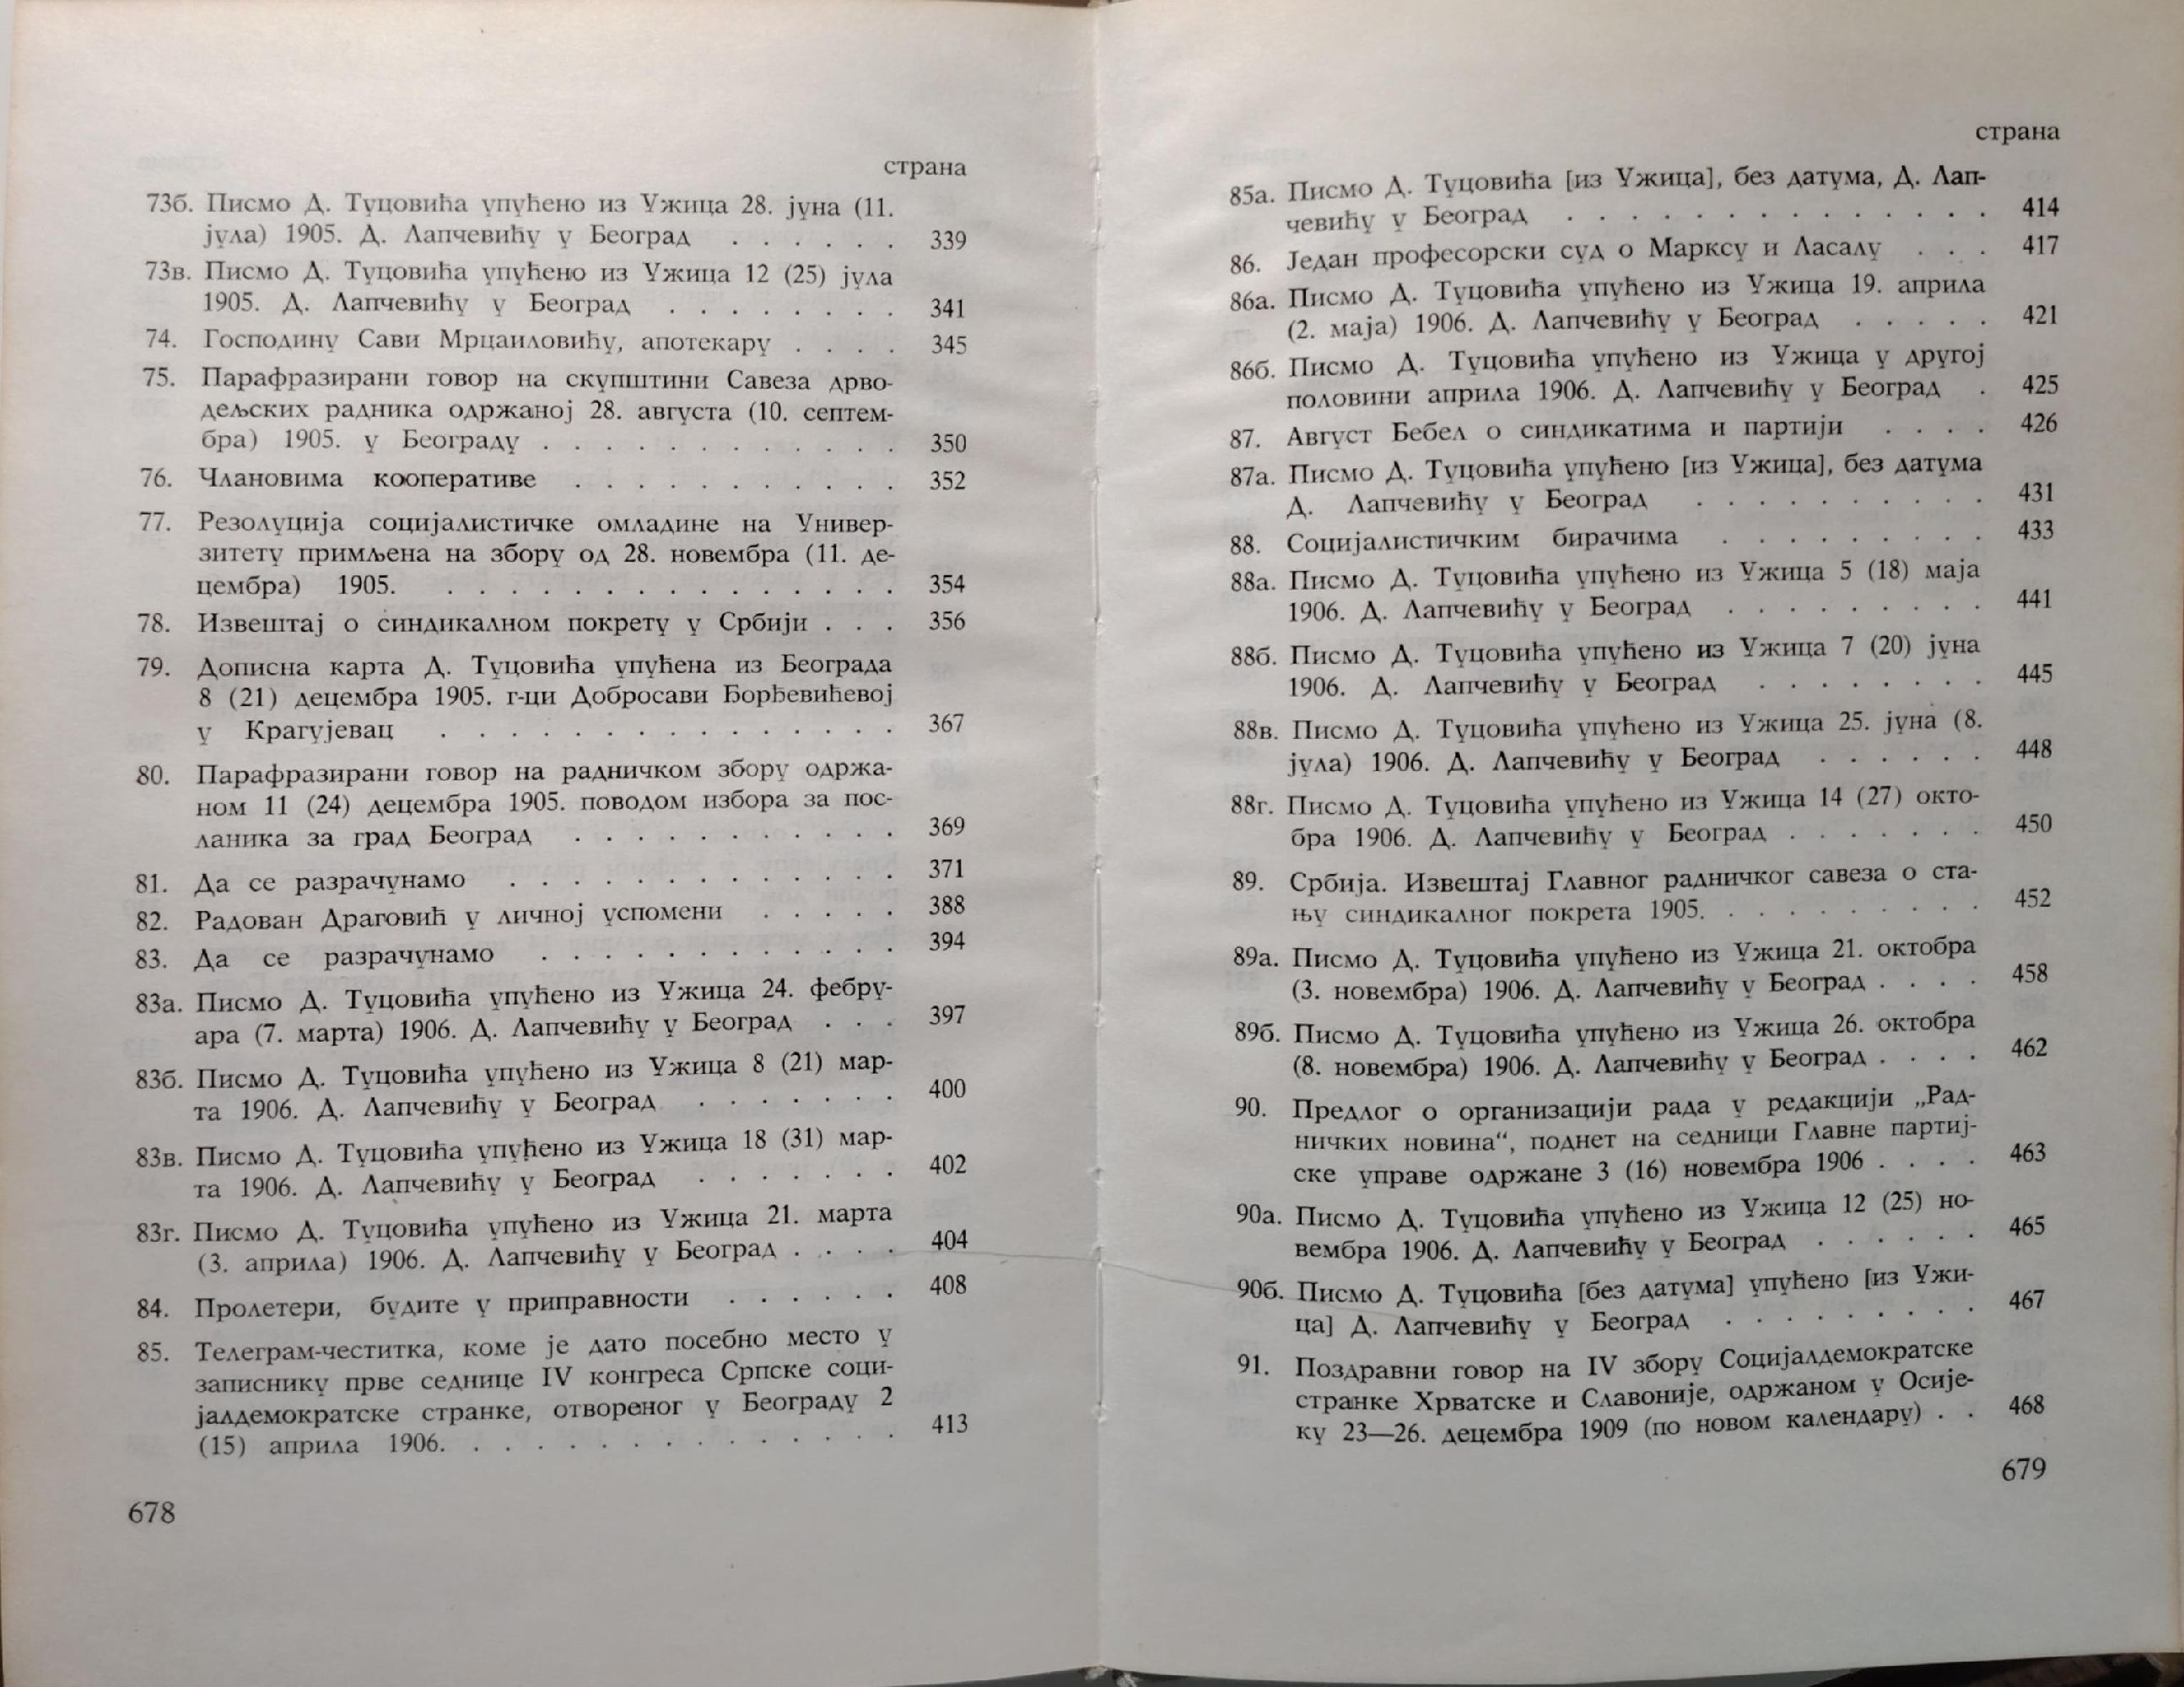 страна
73б. Писмо Д. Туцовића упућено из Ужица 28. јуна (11.
јула) 1905. Д. Лапчевићу у Београд . . . . . . 339
73в. Писмо Д. Туцовића упућено из Ужица 12 (25) јула
1905. Д. Лапчевићу у Београд . . . . . . . . 341
74. Господину Сави Мрцаиловићу, апотекару . . . . 345
75. Парафразирани говор на скупштини Савеза дрво-
дељских радника одржаној 28. августа (10. септем-
бра) 1905. у Београду . . . . . . . . . . . . 350
76. Члановима кооперативе . . . . . . . . . . . 352
77. Резолуција социјалистичке омладине на Универ-
зитету примљена на збору од 28. новембра (11. де-
цембра) 1905. . . . . . . . . . . . . . . . 354
78. Извештај о синдикалном покрету у Србији . . . 356
79. Дописна карта Д. Туцовића упућена из Београда
8 (21) децембра 1905. г-ци Добросави Ђорђевићевој
у Крагујевац . . . . . . . . . . . . . . . 367
80. Парафразирани говор на радничком збору одржа-
ном 11 (24) децембра 1905. поводом избора за пос-
ланика за град Београд . . . . . . . . . . . 369
81. Да се разрачунамо . . . . . . . . . . . . . 371
82. Радован Драговић у личној успомени . . . . . 388
83. Да се разрачунамо . . . . . . . . . . . . 394
83а. Писмо Д. Туцовића упућено из Ужица 24. фебру-
ара (7. марта) 1906. Д. Лапчевићу у Београд . . . 397
83б. Писмо Д. Туцовића упућено из Ужица 8 (21) мар-
та 1906. Д. Лапчевићу у Београд . . . . . . . 400
83в. Писмо Д. Туцовића упућено из Ужица 18 (31) мар-
та 1906. Д. Лапчевићу у Београд . . . . . . . 402
83г. Писмо Д. Туцовића упућено из Ужица 21. марта
(3. априла) 1906. Д. Лапчевићу у Београд . . . . 404
84. Пролетери, будите у приправности . . . . . . 408
85. Телеграм-честитка, коме је дато посебно место у
записнику прве седнице IV конгреса Српске соци-
јалдемократске странке, отвореног у Београду 2
(15) априла 1906. . . . . . . . . . . . . . . 413
678
страна
85а. Писмо Д. Туцовића [из Ужица], без датума, Д. Лап-
чевићу у Београд . . . . . . . . . . . . . . 414
86. Један професорски суд о Марксу и Ласалу . . . 417
86а. Писмо Д. Туцовића упућено из Ужица 19. априла
(2. маја) 1906. Д. Лапчевићу у Београд . . . . . 421
86б. Писмо Д. Туцовића упућено из Ужица у другој
половини априла 1906. Д. Лапчевићу у Београд . 425
87. Август Бебел о синдикатима и партији . . . . 426
87а. Писмо Д. Туцовића упућено [из Ужица], без датума
Д. Лапчевићу у Београд . . . . . . . . . . 431
88. Социјалистичким бирачима . . . . . . . . . 433
88а. Писмо Д. Туцовића упућено из Ужица 5 (18) маја
1906. Д. Лапчевићу у Београд . . . . . . . . . 441
88б. Писмо Д. Туцовића упућено из Ужица 7 (20) јуна
1906. Д. Лапчевићу у Београд . . . . . . . . 445
88в. Писмо Д. Туцовића упућено из Ужица 25. јуна (8.
јула) 1906. Д. Лапчевићу у Београд . . . . . . 448
88г. Писмо Д. Туцовића упућено из Ужица 14 (27) окто-
бра 1906. Д. Лапчевићу у Београд . . . . . . . 450
89. Србија. Извештај Главног радничког савеза о ста-
њу синдикалног покрета 1905. . . . . . . . . . 452
89а. Писмо Д. Туцовића упућено из Ужица 21. октобра
(3. новембра) 1906. Д. Лапчевићу у Београд . . . . 458
89б. Писмо Д. Туцовића упућено из Ужица 26. октобра
(8. новембра) 1906. Д. Лапчевићу у Београд . . . . 462
90. Предлог о организацији рада у редакцији „Рад-
ничких новина“, поднет на седници Главне партиј-
ске управе одржане 3 (16) новембра 1906 . . . . 463
90а. Писмо Д. Туцовића упућено из Ужица 12 (25) но-
вембра 1906. Д. Лапчевићу у Београд . . . . . . 465
90б. Писмо Д. Туцовића [без датума] упућено [из Ужи-
ца] Д. Лапчевићу у Београд . . . . . . . . . 467
91. Поздравни говор на IV збору Социјалдемократске
странке Хрватске и Славоније, одржаном у Осије-
ку 23—26. децембра 1909 (по новом календару) . . 468
679